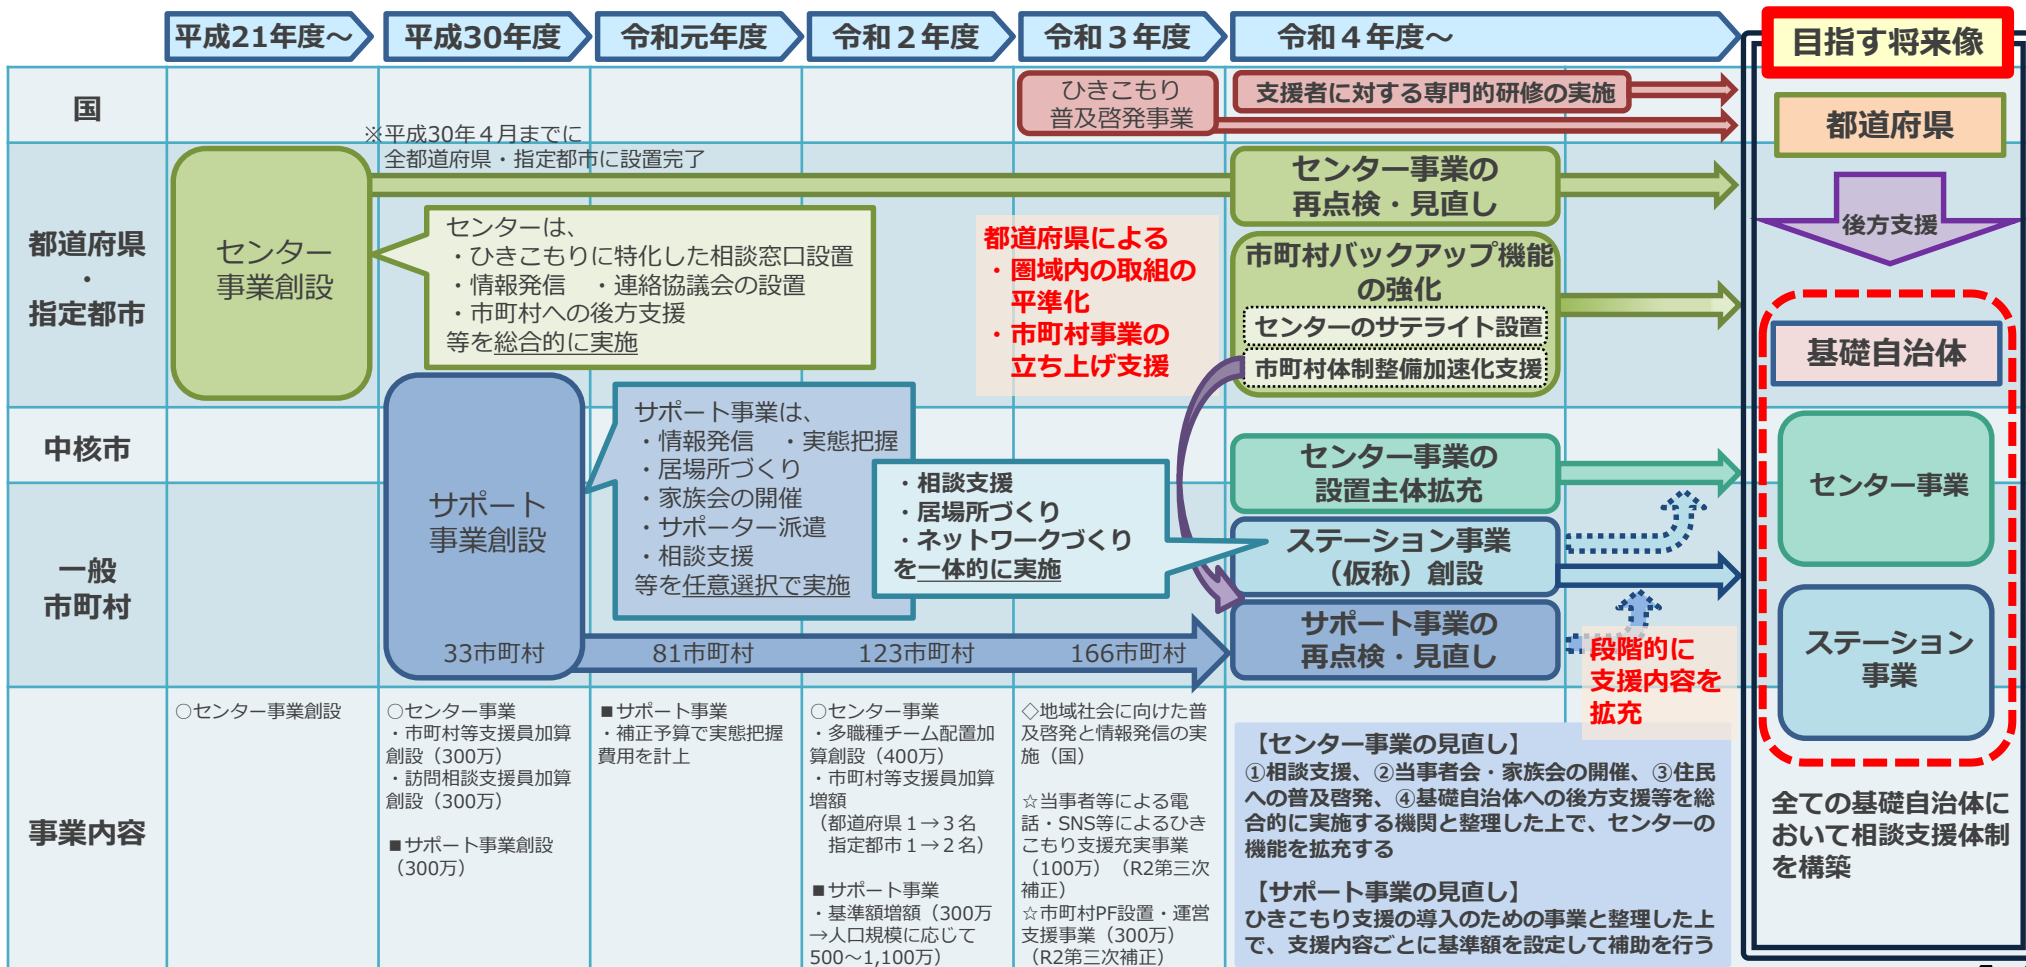 平成21年度～
平成30年度
令和元年度
令和２年度
令和３年度
令和４年度～
目指す将来像
国
ひきこもり
普及啓発事業
支援者に対する専門的研修の実施
都道府県
・
指定都市
※平成30年４月までに
全都道府県・指定都市に設置完了
センター
事業創設
センターは、
・ひきこもりに特化した相談窓口設置
・情報発信　・連絡協議会の設置
・市町村への後方支援
等を総合的に実施
都道府県による
・圏域内の取組の
平準化
・市町村事業の
立ち上げ支援
センター事業の
再点検・見直し
市町村バックアップ機能
の強化
センターのサテライト設置
市町村体制整備加速化支援
中核市
一般
市町村
サポート
事業創設
サポート事業は、
・情報発信　・実態把握
・居場所づくり
・家族会の開催
・サポーター派遣
・相談支援
等を任意選択で実施
・相談支援
・居場所づくり
・ネットワークづくり
を一体的に実施
センター事業の
設置主体拡充
ステーション事業
（仮称）創設
サポート事業の
再点検・見直し
33市町村
81市町村
123市町村
166市町村
段階的に
支援内容を
拡充
都道府県
後方支援
基礎自治体
センター事業
ステーション
事業
全ての基礎自治体に
おいて相談支援体制
を構築
事業内容
○センター事業創設
○センター事業
・市町村等支援員加算
創設（300万）
・訪問相談支援員加算
創設（300万）
■サポート事業創設
（300万）
■サポート事業
・補正予算で実態把握
費用を計上
○センター事業
・多職種チーム配置加
算創設（400万）
・市町村等支援員加算
増額
（都道府県１→３名
指定都市１→２名）
■サポート事業
・基準額増額（300万
→人口規模に応じて
500～1,100万）
◇地域社会に向けた普
及啓発と情報発信の実
施（国）
☆当事者等による電
話・SNS等によるひき
こもり支援充実事業
（100万）（R2第三次
補正）
☆市町村PF設置・運営
支援事業（300万）
（R2第三次補正）
【センター事業の見直し】
①相談支援、②当事者会・家族会の開催、③住民
への普及啓発、④基礎自治体への後方支援等を総
合的に実施する機関と整理した上で、センターの
機能を拡充する
【サポート事業の見直し】
ひきこもり支援の導入のための事業と整理した上
で、支援内容ごとに基準額を設定して補助を行う